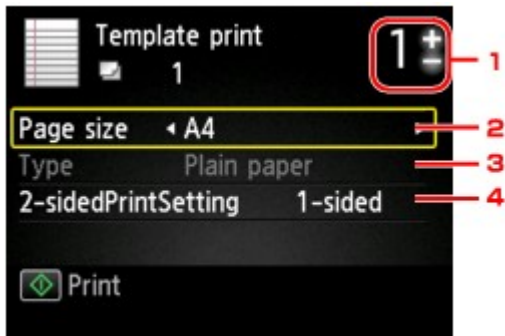 Template print
1
1 + -
1
Page size A4
2
Type Plain paper
3
2-sidedPrintSetting 1-sided
4
Print